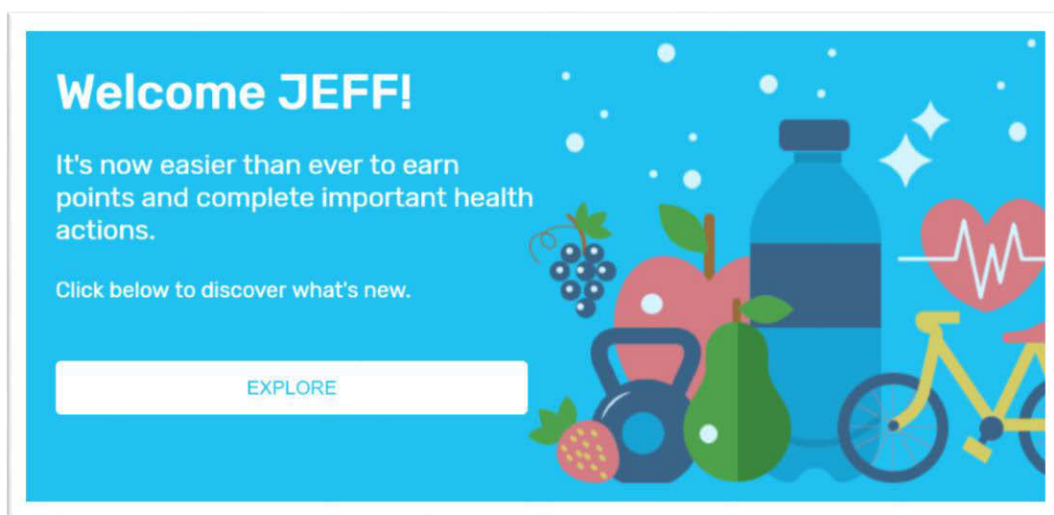 Welcome JEFF!
It's now easier than ever to earn
points and complete important health
actions.
Click below to discover what's new.
EXPLORE